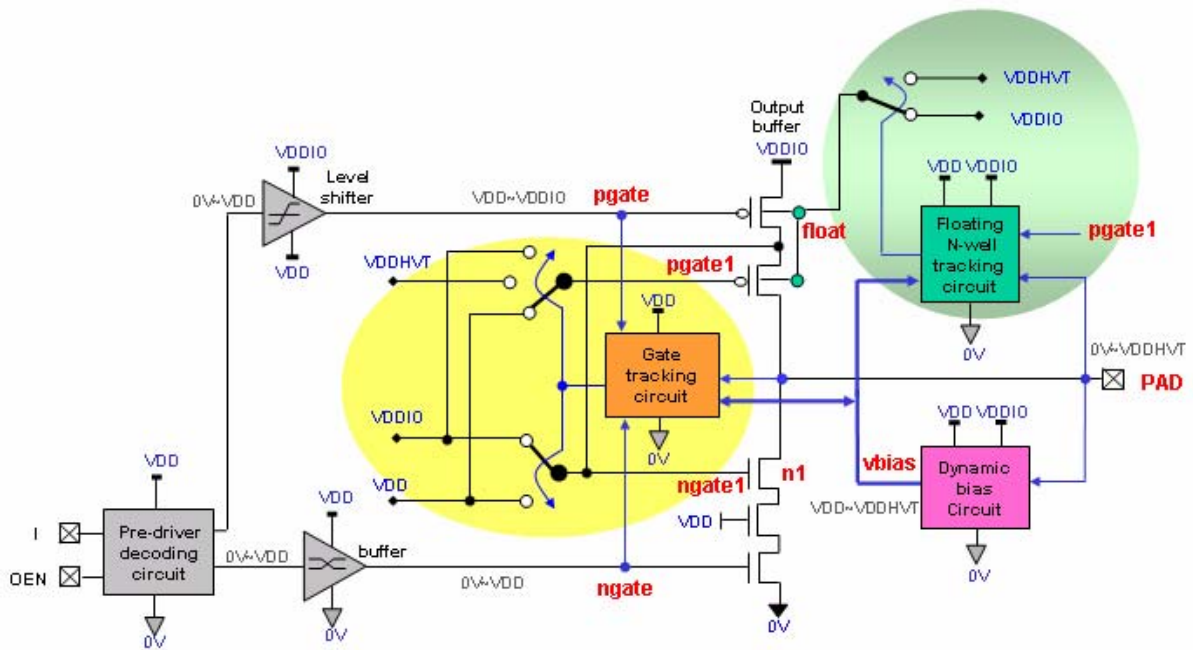 VDDHVT
VDDIO
Output
buffer
VDDIO
VDDIO
Level
shifter
0V~VDD
VDD
VDD~VDDIO
pgate
float
VDD VDDIO
Floating
N-well
tracking
circuit
pgate1
0V
VDDHVT
pgate1
VDD
Gate
tracking
circuit
0V
0V~VDDHVT
PAD
VDDIO
VDD
ngate1
n1
VDD
vbias
VDD~VDDHVT
VDD VDDIO
Dynamic
bias
Circuit
0V
VDD
I
OEN
Pre-driver
decoding
circuit
0V
0V~VDD
VDD
buffer
0V
0V~VDD
ngate
0V